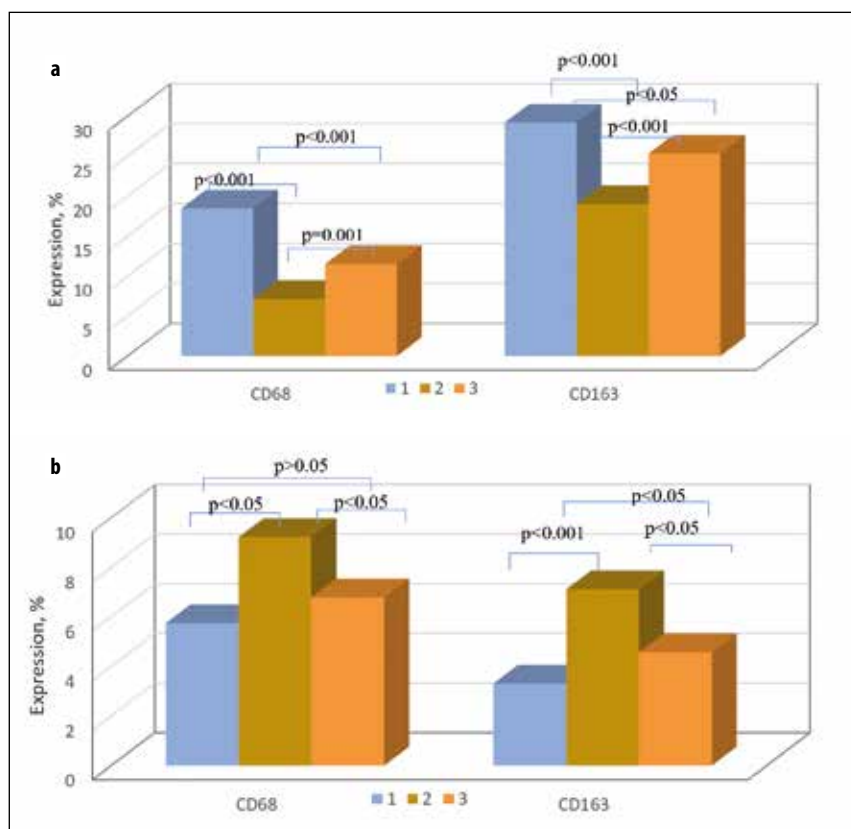 a
p<0.001
p<0.05
p<0.001
p<0.001
p<0.001
p=0.001
30
25
20
15
10
5
0
Expression, %
CD68
1 2 3
CD163
b
p>0.05
p<0.05
p<0.05
p<0.05
p<0.001
p<0.05
10
8
6
4
2
0
Expression, %
CD68
1 2 3
CD163